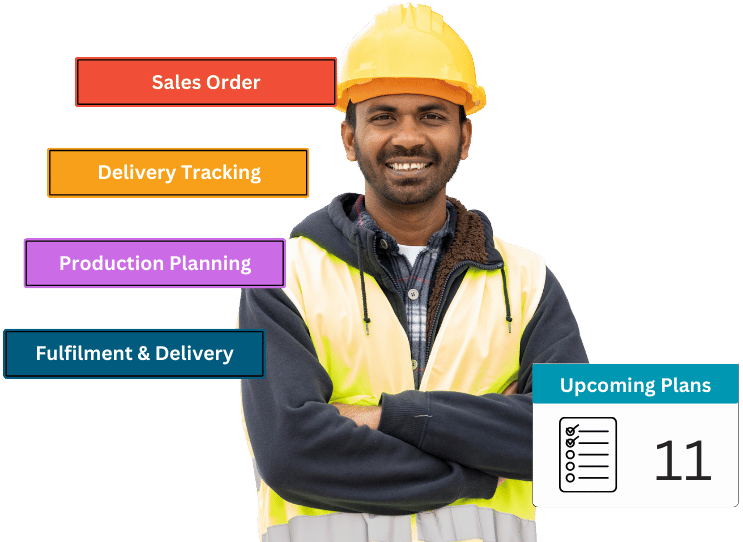 Sales Order
Delivery Tracking
Production Planning
Fulfilment & Delivery
Upcoming Plans
11